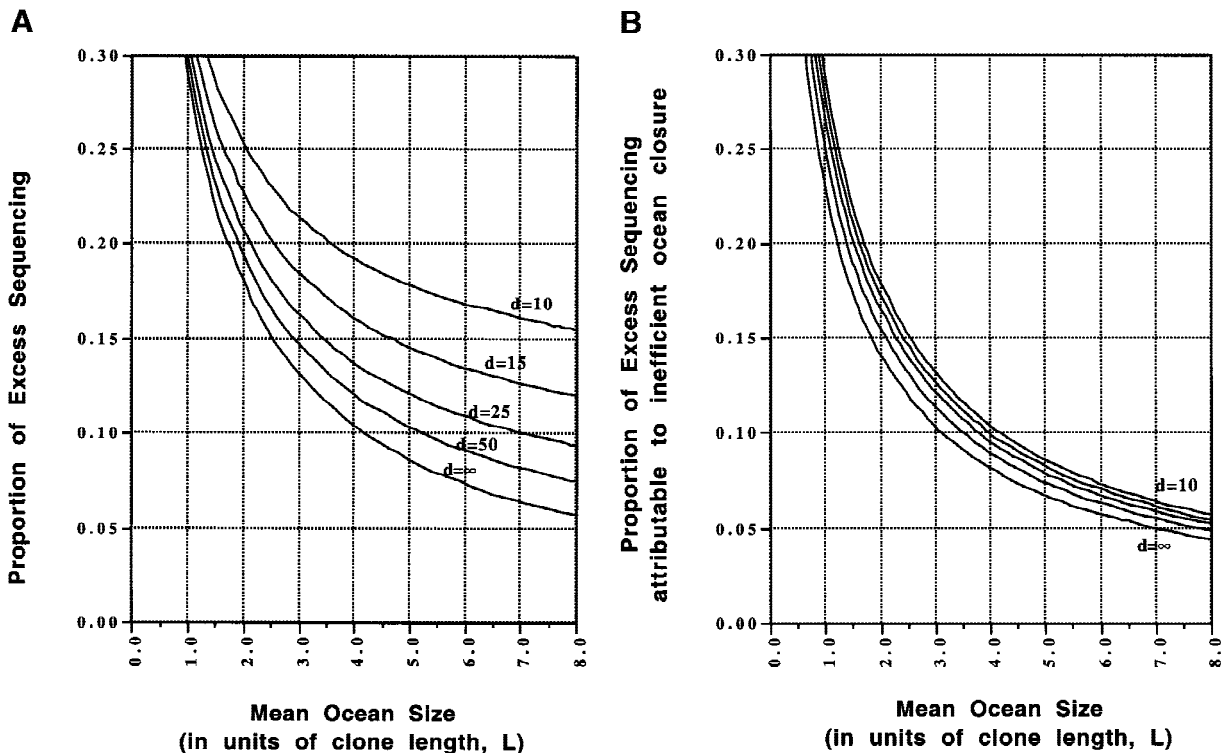 A
Proportion of Excess Sequencing
0.30
0.25
0.20
0.15
0.10
0.05
0.00
d=10
d=15
d=25
d=50
d=∞
0.0
1.0
2.0
3.0
4.0
5.0
6.0
7.0
8.0
Mean Ocean Size
(in units of clone length, L)
B
Proportion of Excess Sequencing
attributable to inefficient ocean closure
0.30
0.25
0.20
0.15
0.10
0.05
0.00
d=10
d=∞
0.0
1.0
2.0
3.0
4.0
5.0
6.0
7.0
8.0
Mean Ocean Size
(in units of clone length, L)